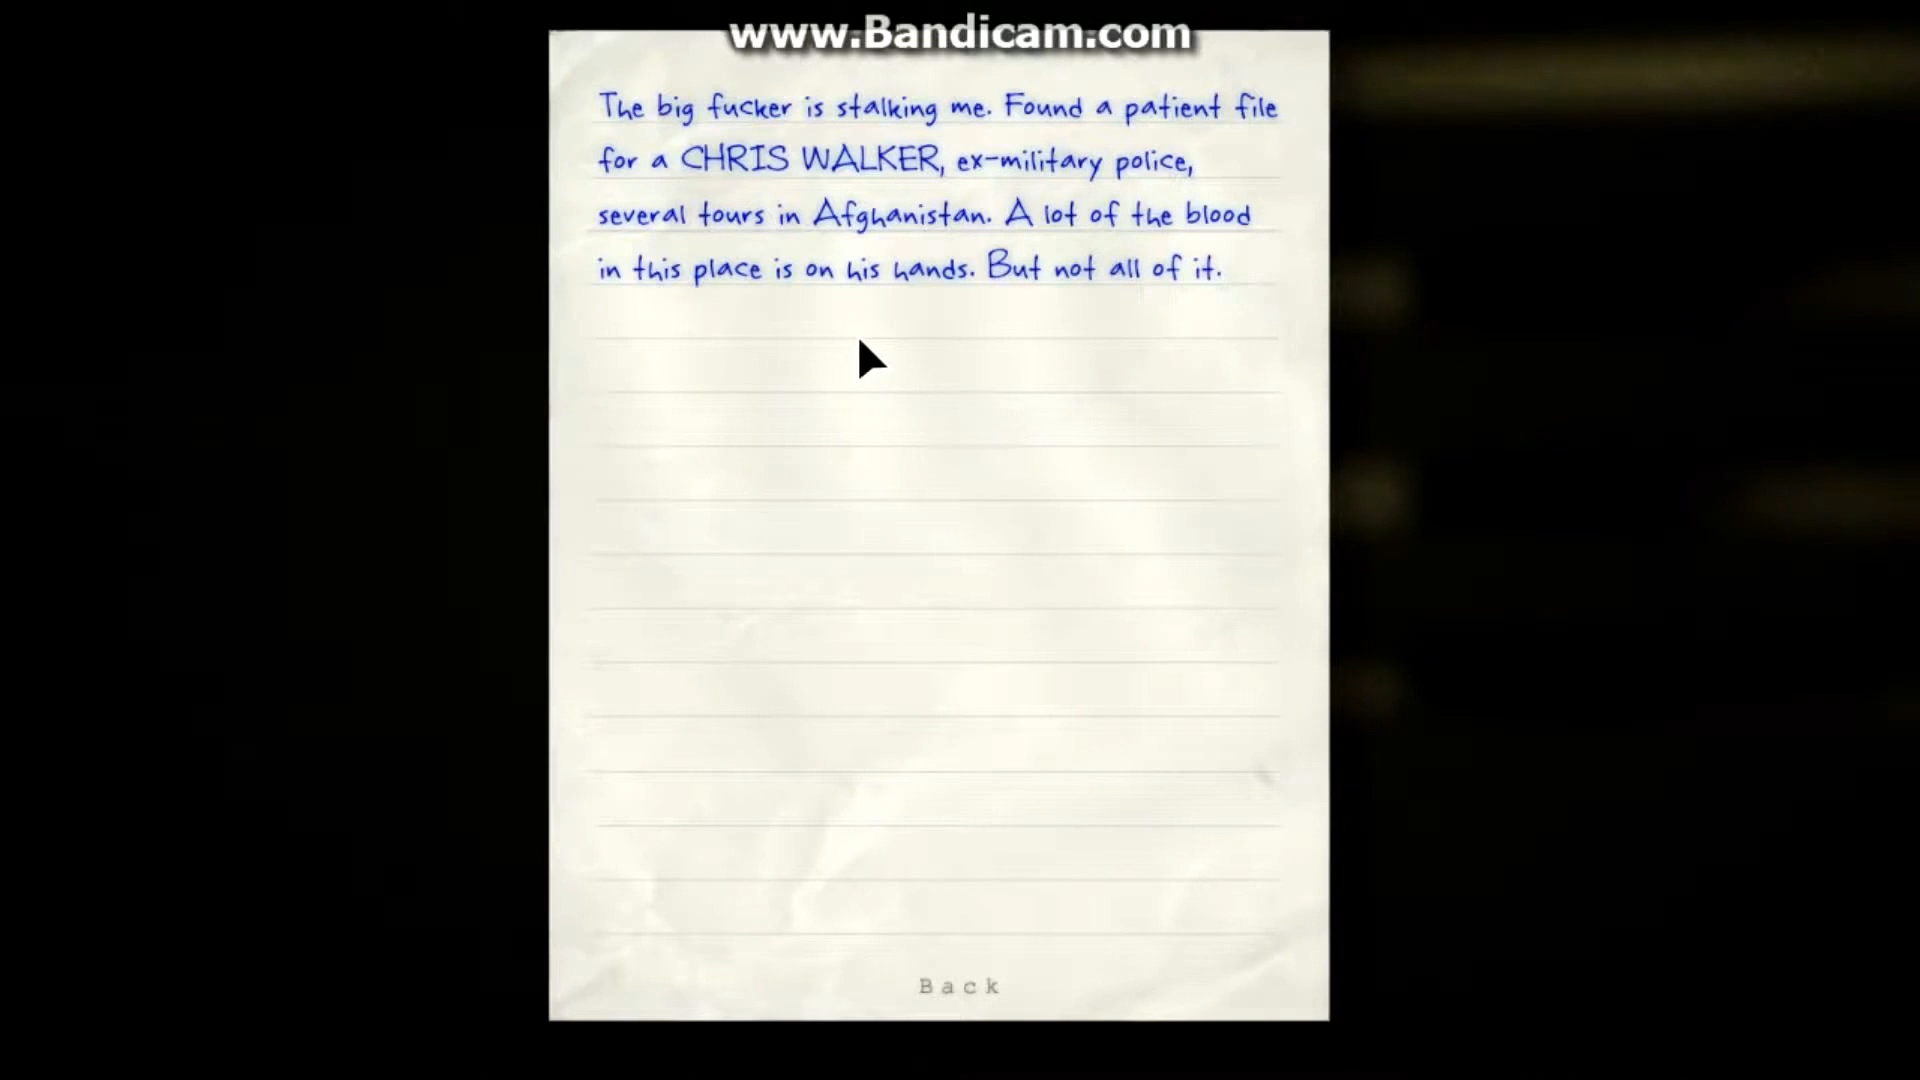 www.Bandicam.com
The big fucker is stalking me. Found a patient file
for a CHRIS WALKER, ex-military police,
several tours in Afghanistan. A lot of the blood
in this place is on his hands. But not all of it.
Back